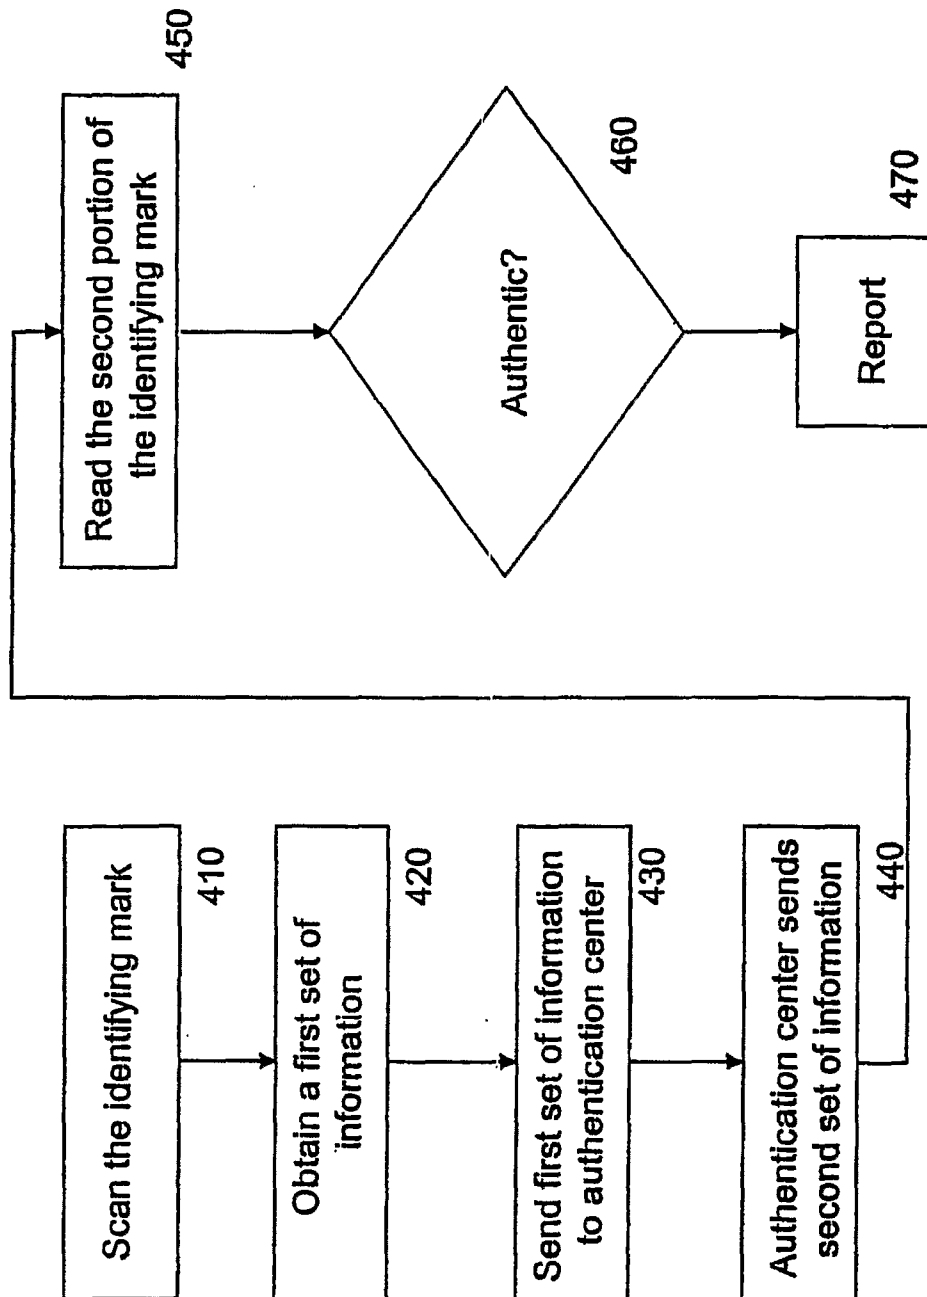 Scan the identifying mark
410
Obtain a first set of
information
420
Send first set of information
to authentication center
430
Authentication center sends
second set of information
440
Read the second portion of
the identifying mark
450
Authentic?
460
Report
470